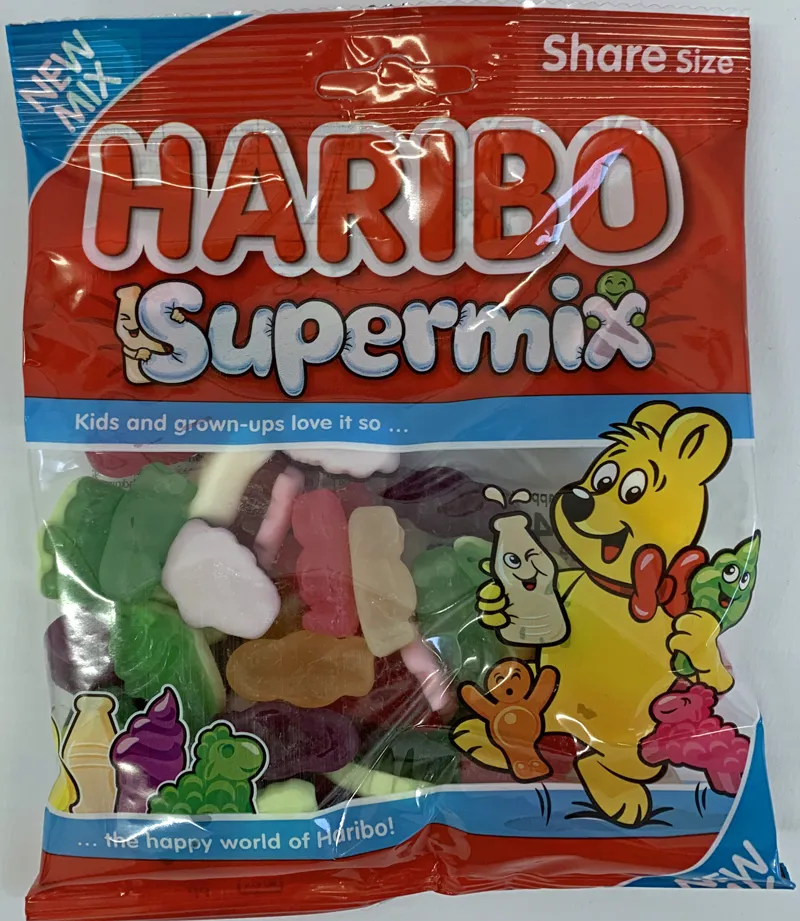 NEW
MIX
Share Size
HARIBO
Supermix
Kids and grown-ups love it so ...
... the happy world of Haribo!